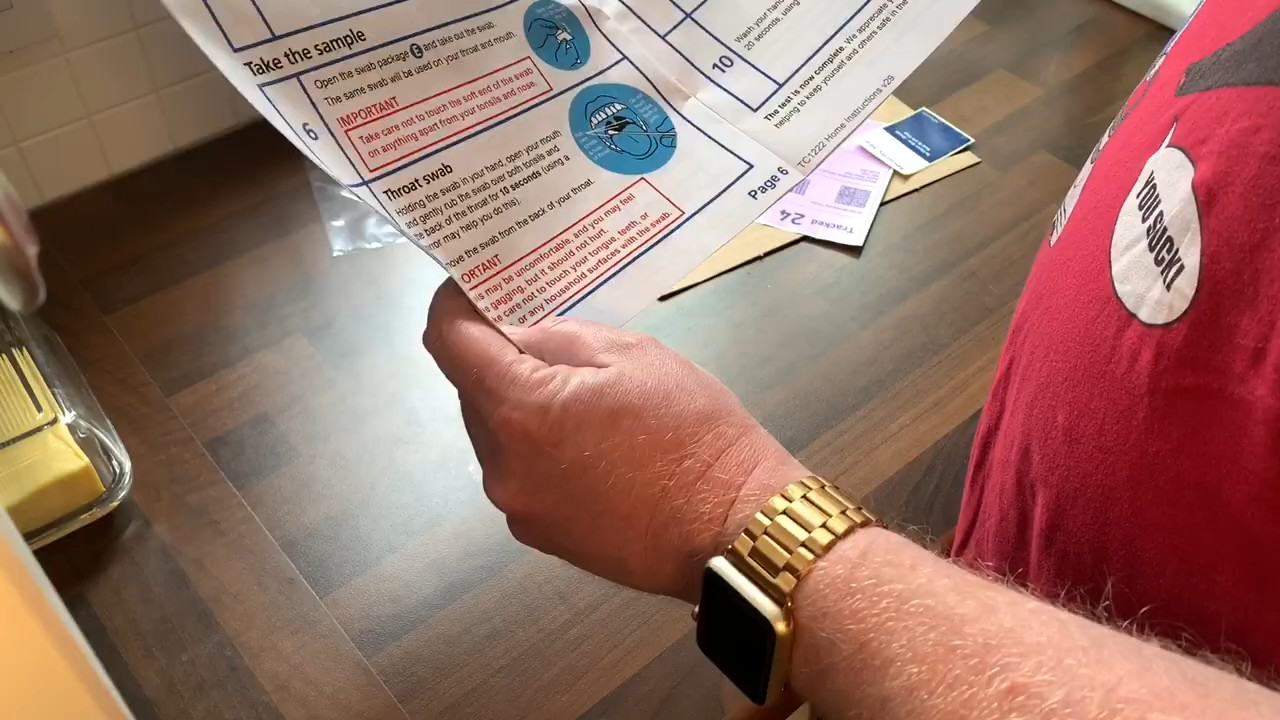 Take the sample
6
Open the swab package E and take out the swab.
The same swab will be used on your throat and mouth.
IMPORTANT
Take care not to touch the soft end of the swab
on anything apart from your tonsils and nose.
Throat swab
Holding the swab in your hand, open your mouth
and gently rub the swab over both tonsils and
the back of the throat for 10 seconds (using a
ror may help you do this).
ove the swab from the back of your throat.
ORTANT
is may be uncomfortable, and you may feel
e gagging, but it should not hurt.
ke care not to touch your tongue, teeth, or
or any household surfaces with the swab.
10
Wash your hand
20 seconds, using
The test is now complete. We appreciate y
helping to keep yourself and others safe in the
Page 6
TC1222 Home Instructions v29
Tracked 24
YOU SUCK!